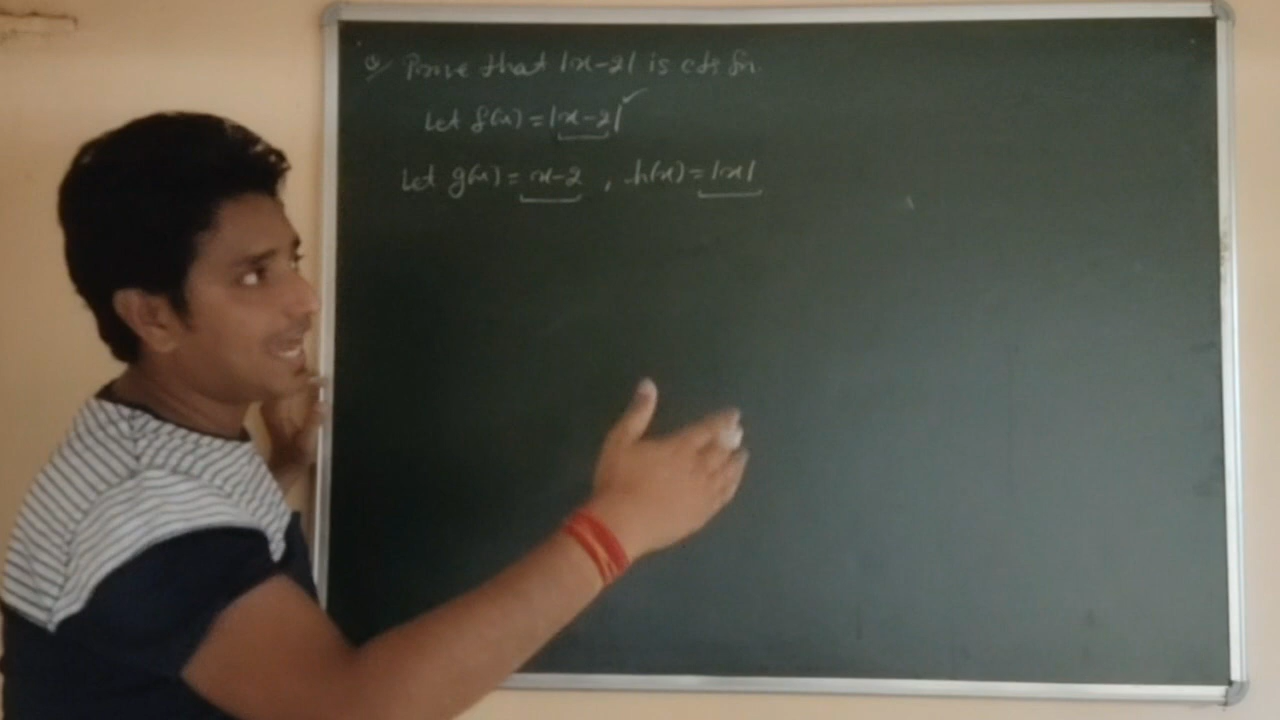 Q/ Prove that |x-2| is cts fn.
Let f(x) = |x-2| ✓
Let g(x) = x-2 , h(x) = |x|